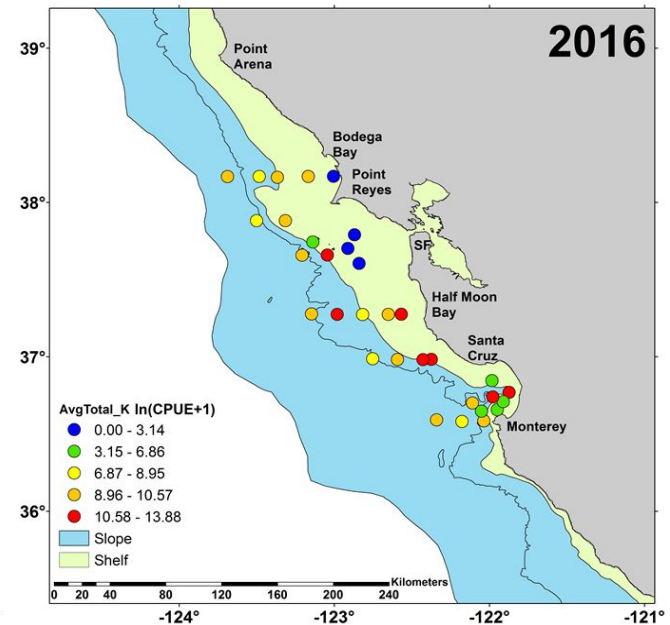 2016
39°
Point
Arena
Bodega
Bay
Point
Reyes
38°
SF
Half Moon
Bay
37°
Santa
Cruz
Monterey
AvgTotal_K ln(CPUE+1)
0.00 - 3.14
3.15 - 6.86
6.87 - 8.95
8.96 - 10.57
10.58 - 13.88
Slope
Shelf
36°
Kilometers
0 20 40 80 120 160 200 240
-124° -123° -122° -121°